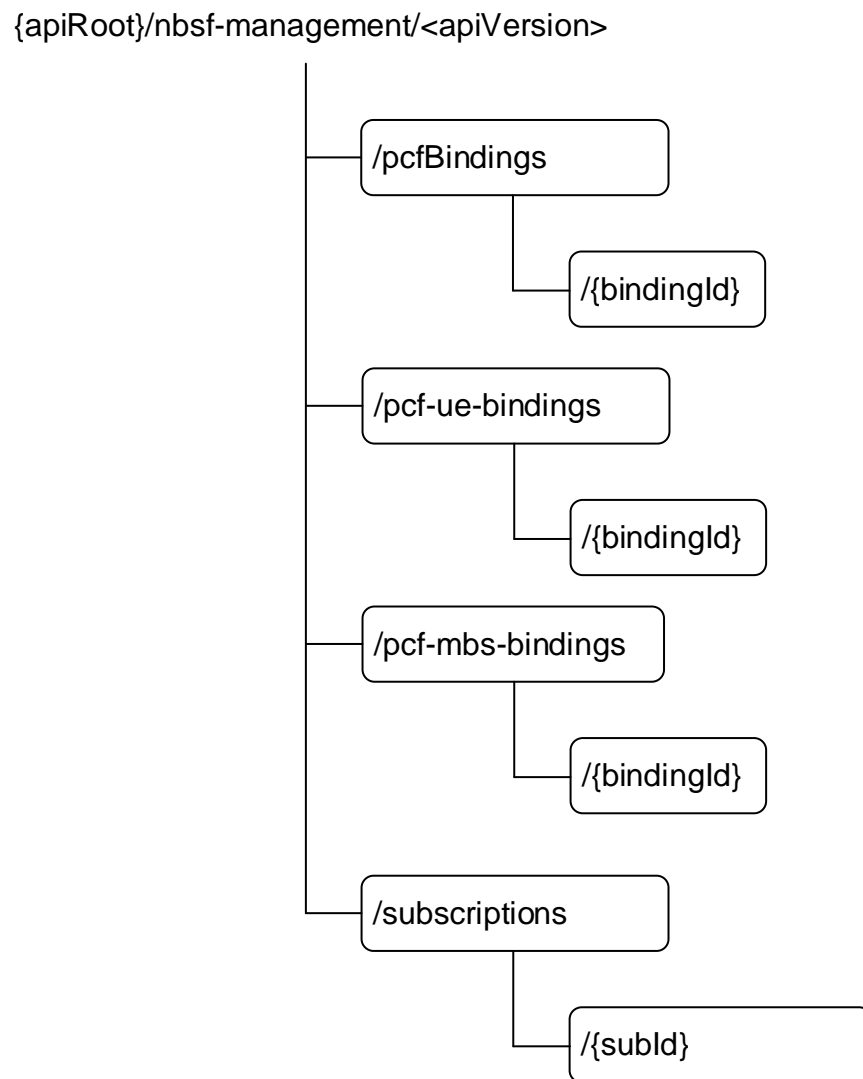 {apiRoot}/nbsf-management/<apiVersion>
/pcfBindings
/{bindingId}
/pcf-ue-bindings
/{bindingId}
/pcf-mbs-bindings
/{bindingId}
/subscriptions
/{subId}